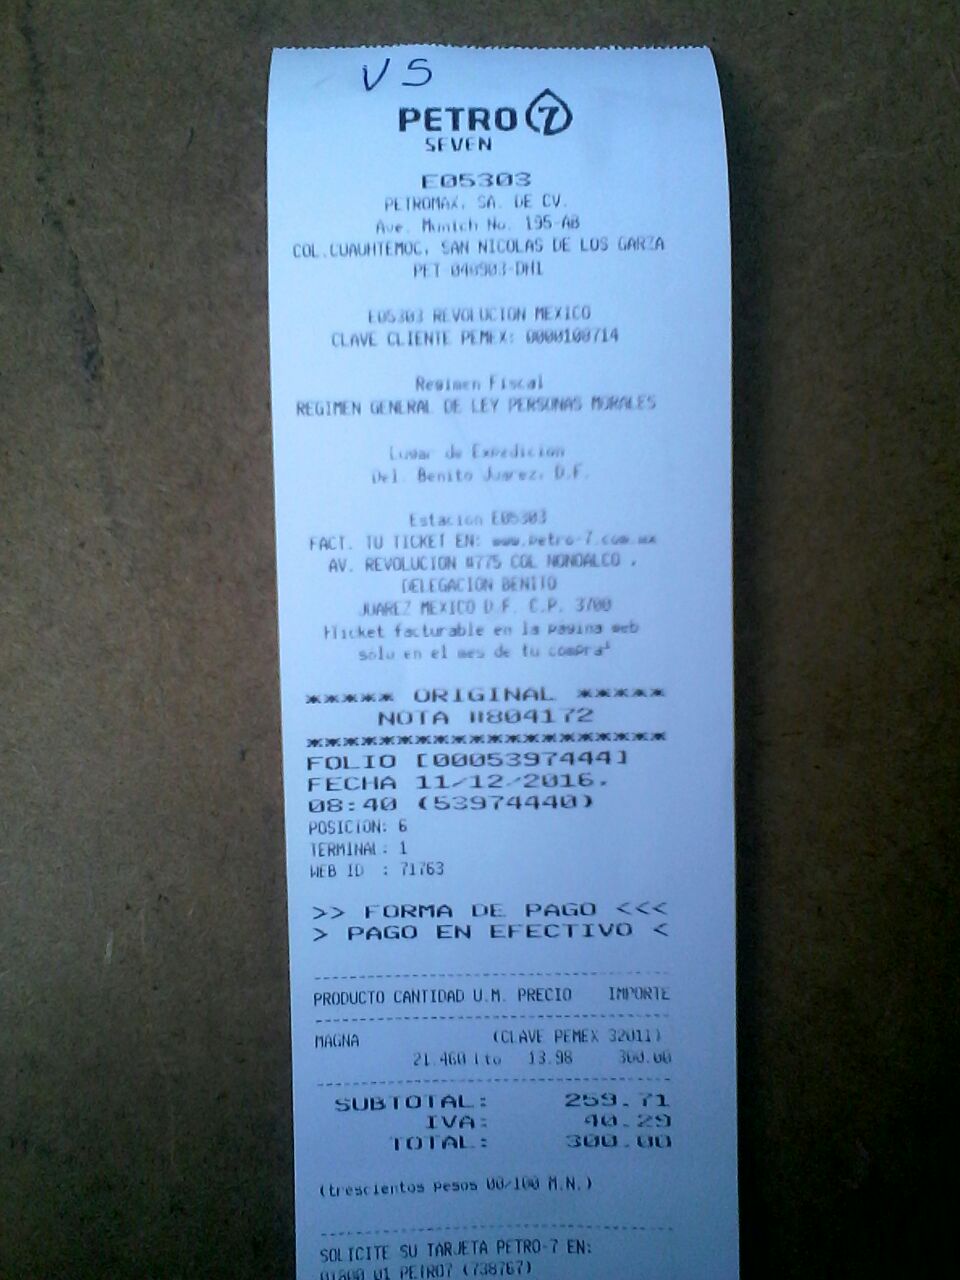 VS
PETRO 7
SEVEN
E05303
PETROMAX, SA. DE CV.
Ave. Munich No. 195-AB
COL.CUAUHTEMOC, SAN NICOLAS DE LOS GARZA
PET 040903-DH1
E05303 REVOLUCION MEXICO
CLAVE CLIENTE PEMEX: 0000100714
Regimen Fiscal
REGIMEN GENERAL DE LEY PERSONAS MORALES
Lugar de Expedicion
Del. Benito Juarez, D.F.
Estacion E05303
FACT. TU TICKET EN: www.petro-7.com.mx
AV. REVOLUCION #775 COL NONOALCO ,
DELEGACION BENITO
JUAREZ MEXICO D.F. C.P. 3700
ticket facturable en la pagina web
solo en el mes de tu compra
***** ORIGINAL *****
NOTA #804172
********************
FOLIO [0005397444]
FECHA 11/12/2016.
08:40 (53974440)
POSICION: 6
TERMINAL: 1
WEB ID : 71763
>> FORMA DE PAGO <<<
> PAGO EN EFECTIVO <
PRODUCTO CANTIDAD U.M. PRECIO IMPORTE
MAGNA (CLAVE PEMEX 32011)
21.460 Lto 13.98 300.00
SUBTOTAL: 259.71
IVA: 40.29
TOTAL: 300.00
(trescientos pesos 00/100 M.N.)
SOLICITE SU TARJETA PETRO-7 EN:
01800 01 PETRO7 (738767)